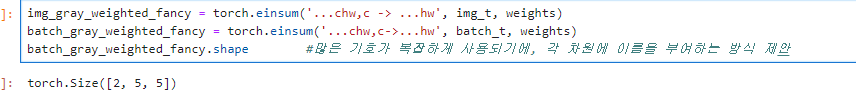 ]: img_gray_weighted_fancy = torch.einsum('...chw,c -> ...hw', img_t, weights)
batch_gray_weighted_fancy = torch.einsum('...chw,c->...hw', batch_t, weights)
batch_gray_weighted_fancy.shape #많은 기호가 복잡하게 사용되기에, 각 차원에 이름을 부여하는 방식 제안
]: torch.Size([2, 5, 5])